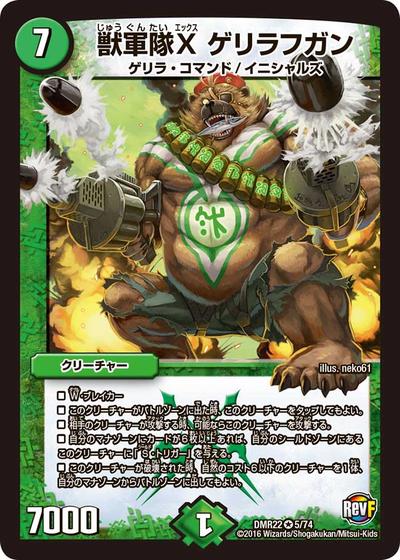 7
じゅうぐんたい エックス
獣軍隊X ゲリラフガン
ゲリラ・コマンド / イニシャルズ
illus. neko61
クリーチャー
■W・ブレイカー
■このクリーチャーがバトルゾーンに出た時、このクリーチャーをタップしてもよい。
■相手のクリーチャーが攻撃する時、可能ならこのクリーチャーを攻撃する。
■自分のマナゾーンにカードが6枚以上あれば、自分のシールドゾーンにある
このクリーチャーに「S・トリガー」を与える。
■このクリーチャーが破壊された時、自然のコスト6以下のクリーチャーを1体、
自分のマナゾーンからバトルゾーンに出してもよい。
7000
1
DMR22 ✪ 5/74
©2016 Wizards/Shogakukan/Mitsui-Kids
RevF